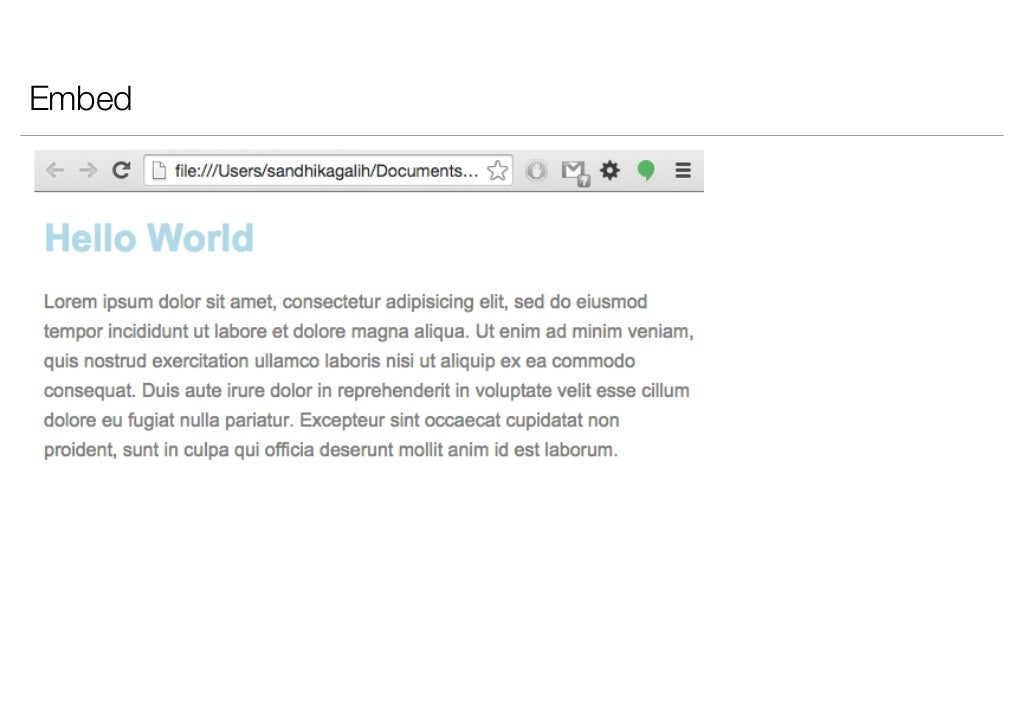 Embed
file:///Users/sandhikagalih/Documents...
Hello World
Lorem ipsum dolor sit amet, consectetur adipisicing elit, sed do eiusmod
tempor incididunt ut labore et dolore magna aliqua. Ut enim ad minim veniam,
quis nostrud exercitation ullamco laboris nisi ut aliquip ex ea commodo
consequat. Duis aute irure dolor in reprehenderit in voluptate velit esse cillum
dolore eu fugiat nulla pariatur. Excepteur sint occaecat cupidatat non
proident, sunt in culpa qui officia deserunt mollit anim id est laborum.